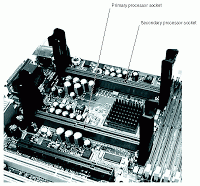 Primary processor socket
Secondary processor socket